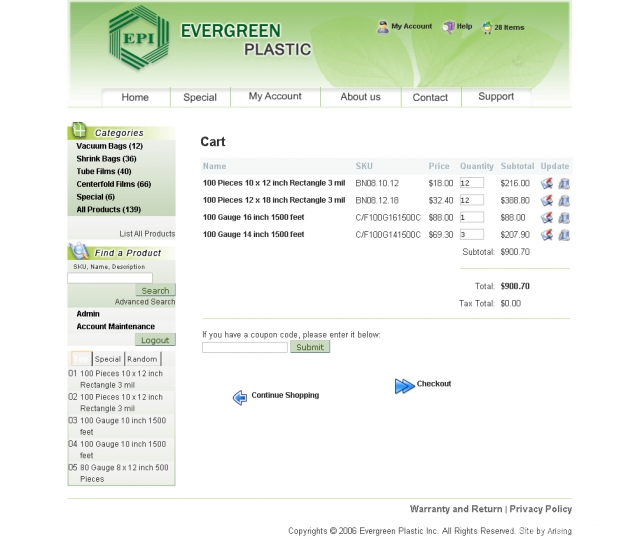 EPI
EVERGREEN
PLASTIC
My Account Help 28 Items
Home Special My Account About us Contact Support
Categories
Vacuum Bags (12)
Shrink Bags (36)
Tube Films (40)
Centerfold Films (66)
Special (6)
All Products (139)
List All Products
Find a Product
SKU, Name, Description
Search
Advanced Search
Admin
Account Maintenance
Logout
Special Random
01 100 Pieces 10 x 12 inch
Rectangle 3 mil
02 100 Pieces 10 x 12 inch
Rectangle 3 mil
03 100 Gauge 10 inch 1500
feet
04 100 Gauge 10 inch 1500
feet
05 80 Gauge 8 x 12 inch 500
Pieces
Cart
Name SKU Price Quantity Subtotal Update
100 Pieces 10 x 12 inch Rectangle 3 mil BN08.10.12 $18.00 12 $216.00
100 Pieces 12 x 18 inch Rectangle 3 mil BN08.12.18 $32.40 12 $388.80
100 Gauge 16 inch 1500 feet C/F100G161500C $88.00 1 $88.00
100 Gauge 14 inch 1500 feet C/F100G141500C $69.30 3 $207.90
Subtotal: $900.70
Total: $900.70
Tax Total: $0.00
If you have a coupon code, please enter it below:
Submit
Continue Shopping
Checkout
Warranty and Return | Privacy Policy
Copyright © 2006 Evergreen Plastic Inc. All Rights Reserved. Site by Arising